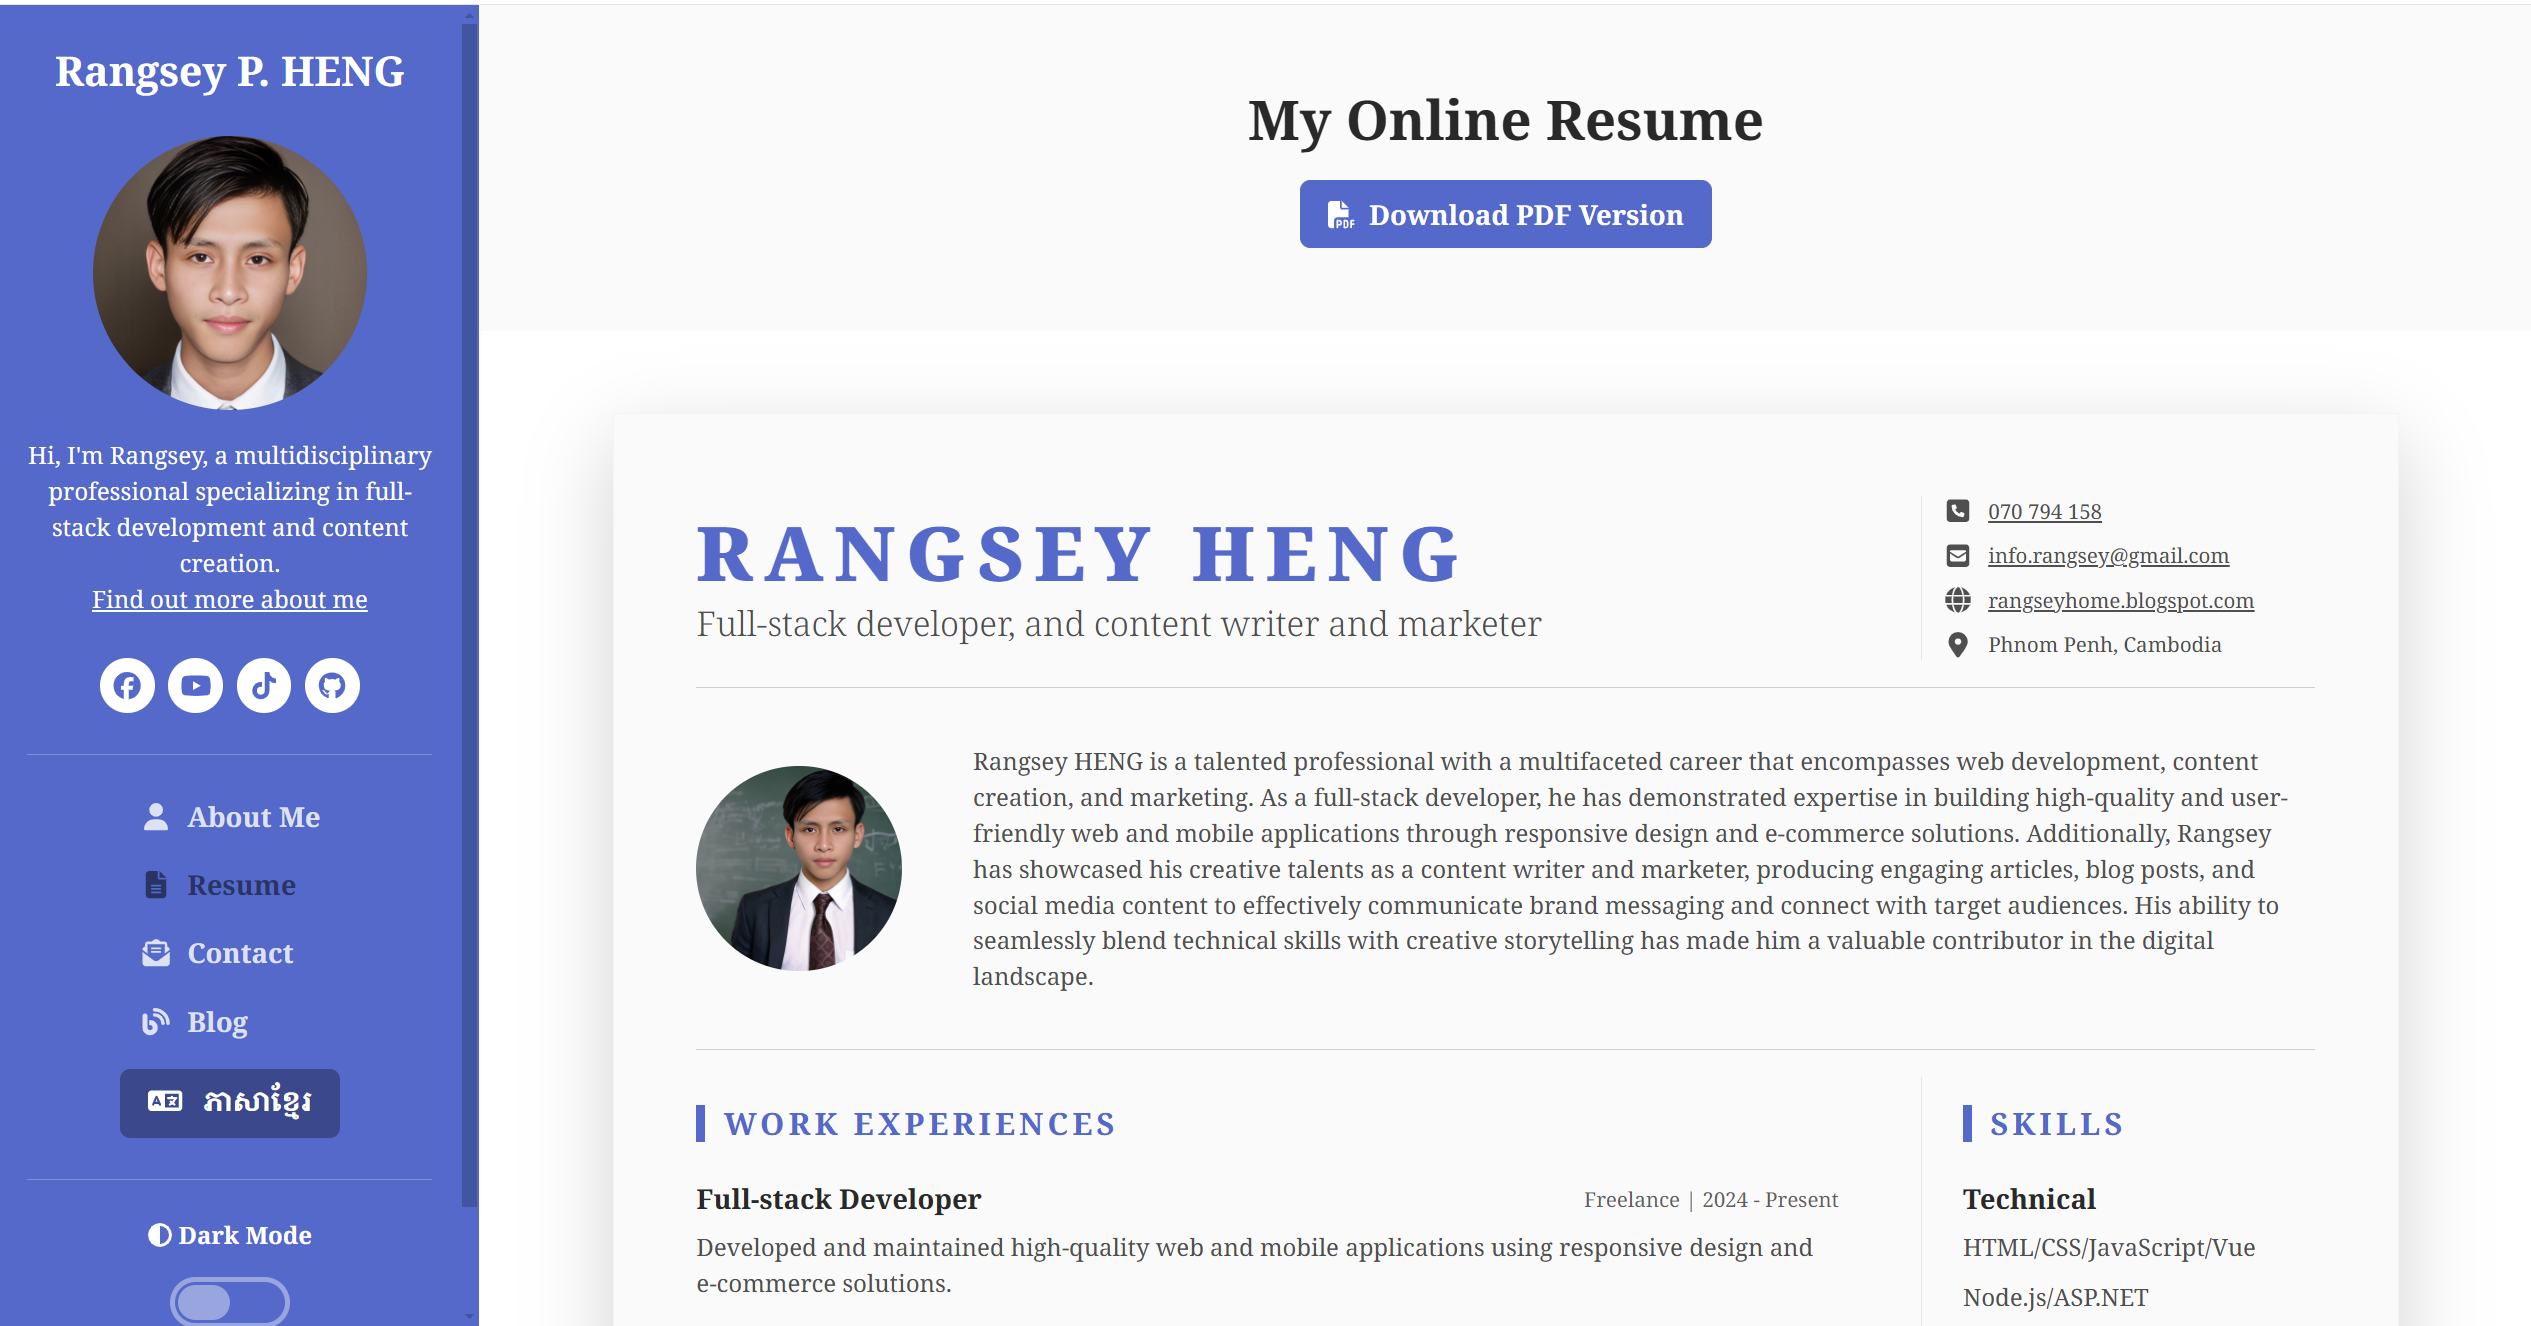 Rangsey P. HENG
Hi, I'm Rangsey, a multidisciplinary
professional specializing in full-
stack development and content
creation.
Find out more about me
About Me
Resume
Contact
Blog
ភាសាខ្មែរ
Dark Mode
My Online Resume
PDF Download PDF Version
RANGSEY HENG
Full-stack developer, and content writer and marketer
070 794 158
info.rangsey@gmail.com
rangseyhome.blogspot.com
Phnom Penh, Cambodia
Rangsey HENG is a talented professional with a multifaceted career that encompasses web development, content
creation, and marketing. As a full-stack developer, he has demonstrated expertise in building high-quality and user-
friendly web and mobile applications through responsive design and e-commerce solutions. Additionally, Rangsey
has showcased his creative talents as a content writer and marketer, producing engaging articles, blog posts, and
social media content to effectively communicate brand messaging and connect with target audiences. His ability to
seamlessly blend technical skills with creative storytelling has made him a valuable contributor in the digital
landscape.
WORK EXPERIENCES
Full-stack Developer
Freelance | 2024 - Present
Developed and maintained high-quality web and mobile applications using responsive design and
e-commerce solutions.
SKILLS
Technical
HTML/CSS/JavaScript/Vue
Node.js/ASP.NET